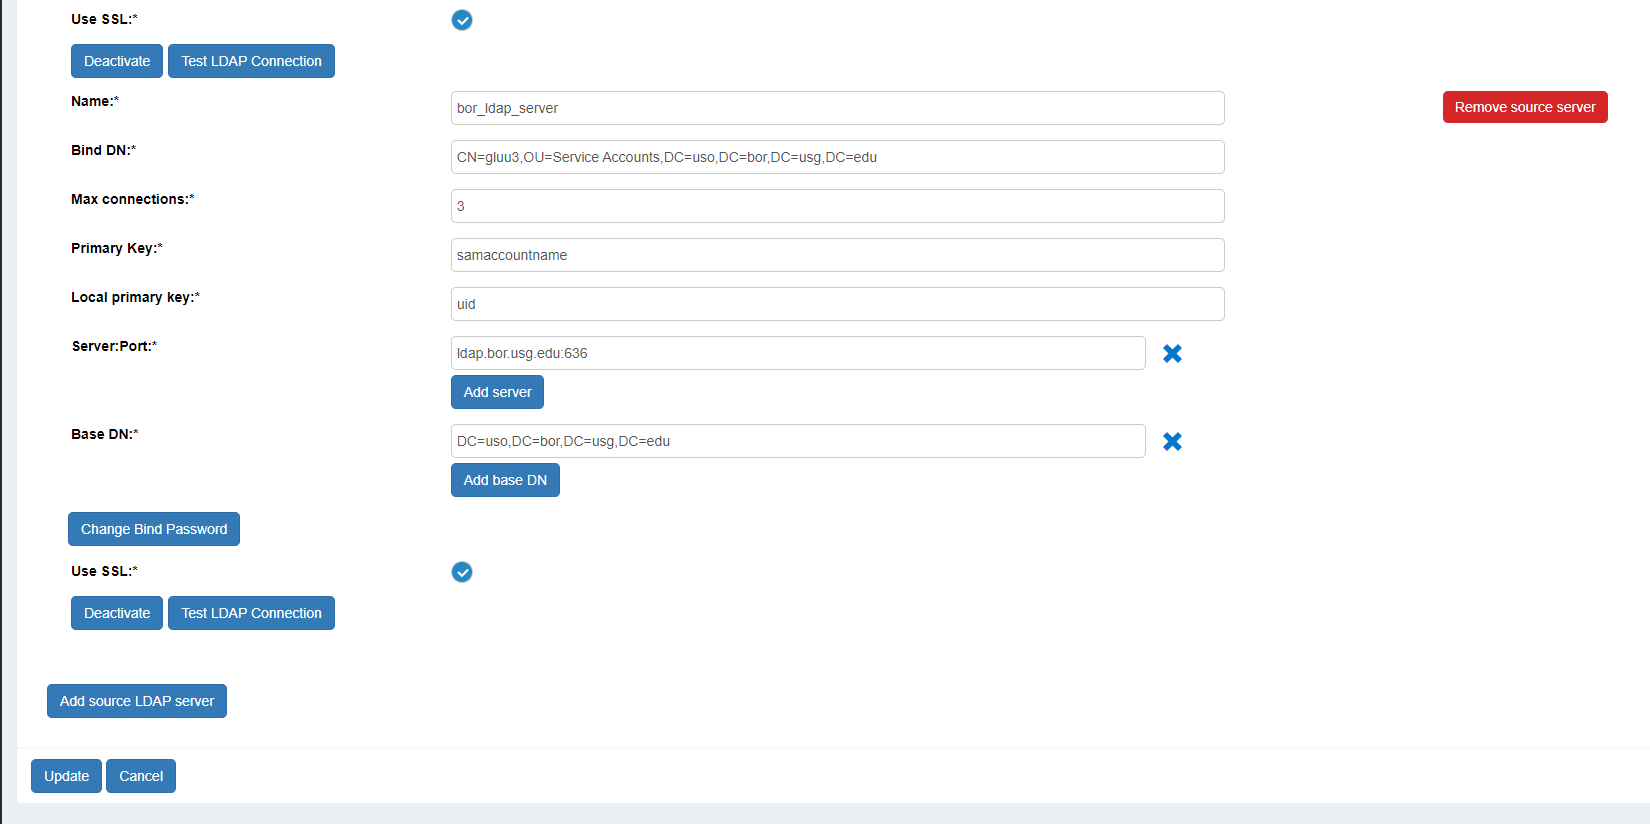 Use SSL:*
Deactivate Test LDAP Connection
Name:* bor_ldap_server Remove source server
Bind DN:* CN=gluu3,OU=Service Accounts,DC=uso,DC=bor,DC=usg,DC=edu
Max connections:* 3
Primary Key:* samaccountname
Local primary key:* uid
Server:Port:* ldap.bor.usg.edu:636
Add server
Base DN:* DC=uso,DC=bor,DC=usg,DC=edu
Add base DN
Change Bind Password
Use SSL:*
Deactivate Test LDAP Connection
Add source LDAP server
Update Cancel